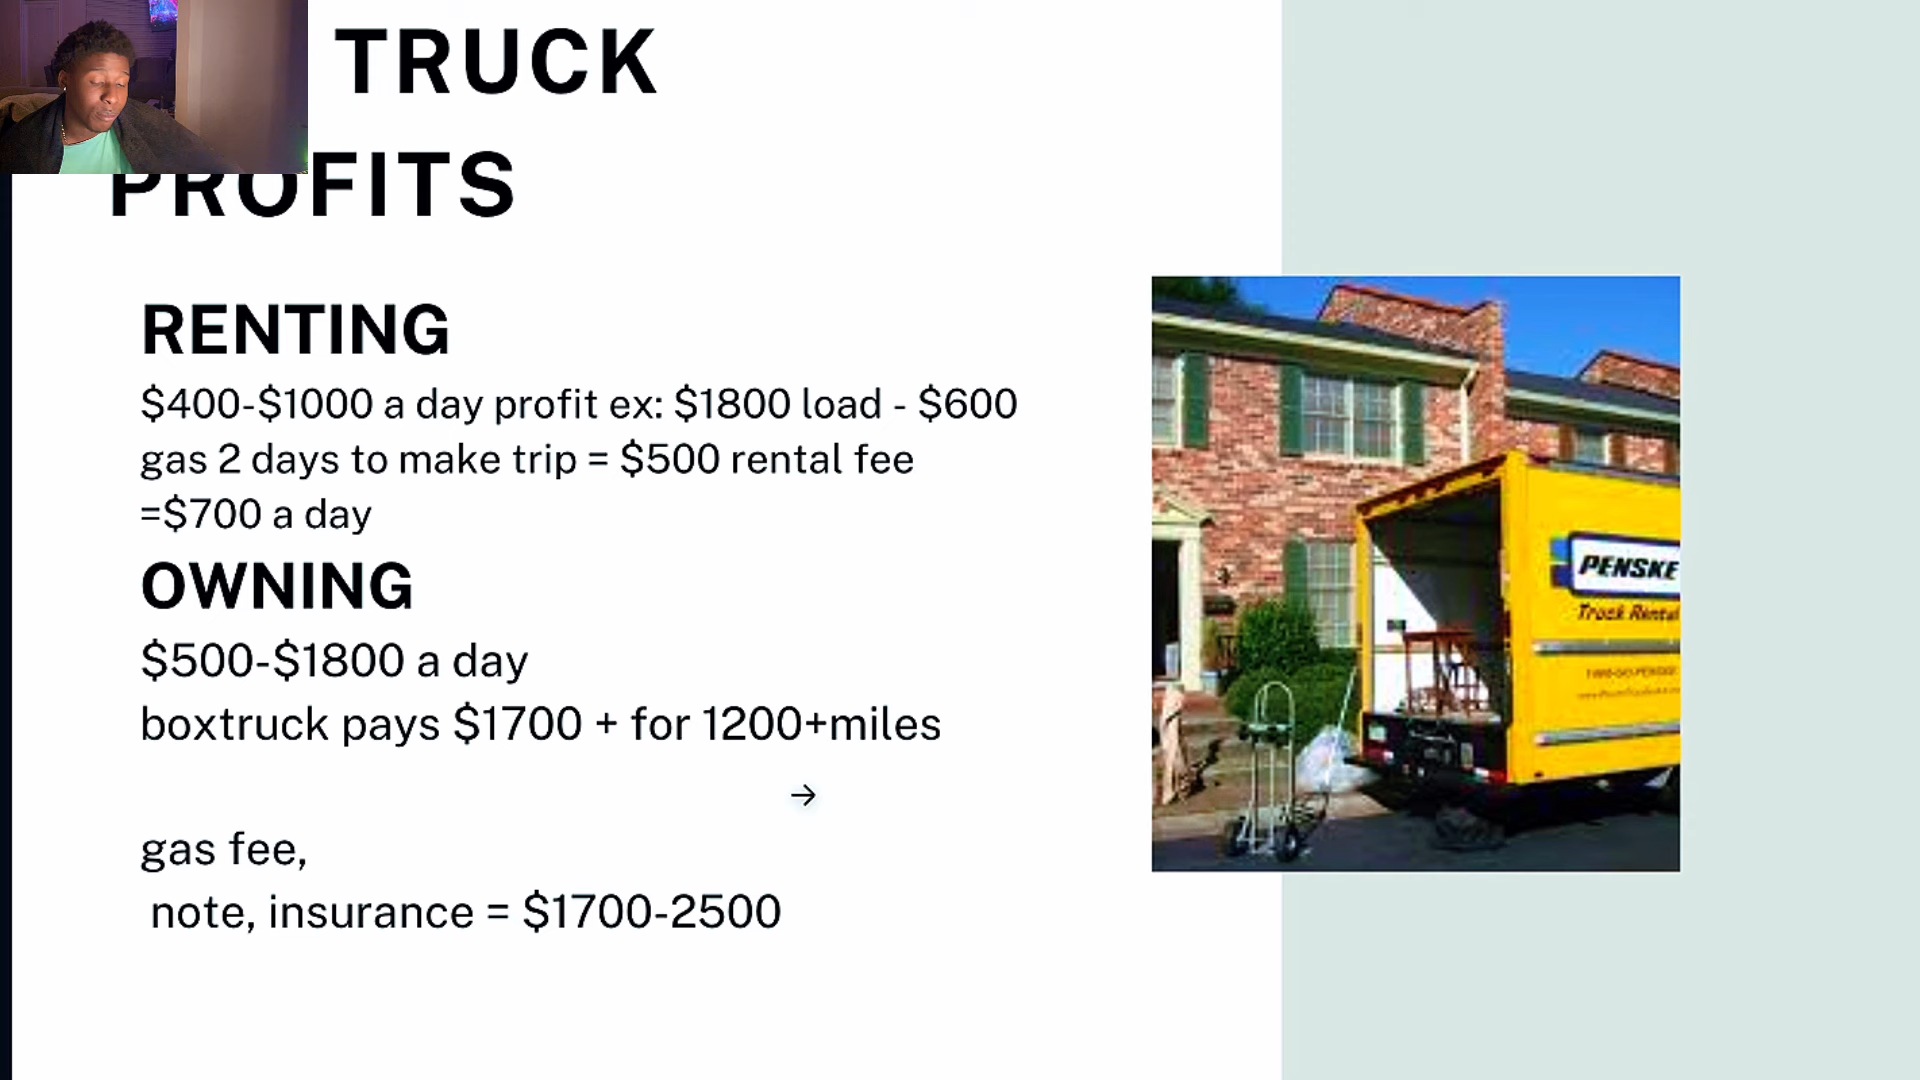 TRUCK
PROFITS
RENTING
$400-$1000 a day profit ex: $1800 load - $600
gas 2 days to make trip = $500 rental fee
=$700 a day
OWNING
$500-$1800 a day
boxtruck pays $1700 + for 1200+miles
gas fee,
note, insurance = $1700-2500
PENSKE
Truck Rental